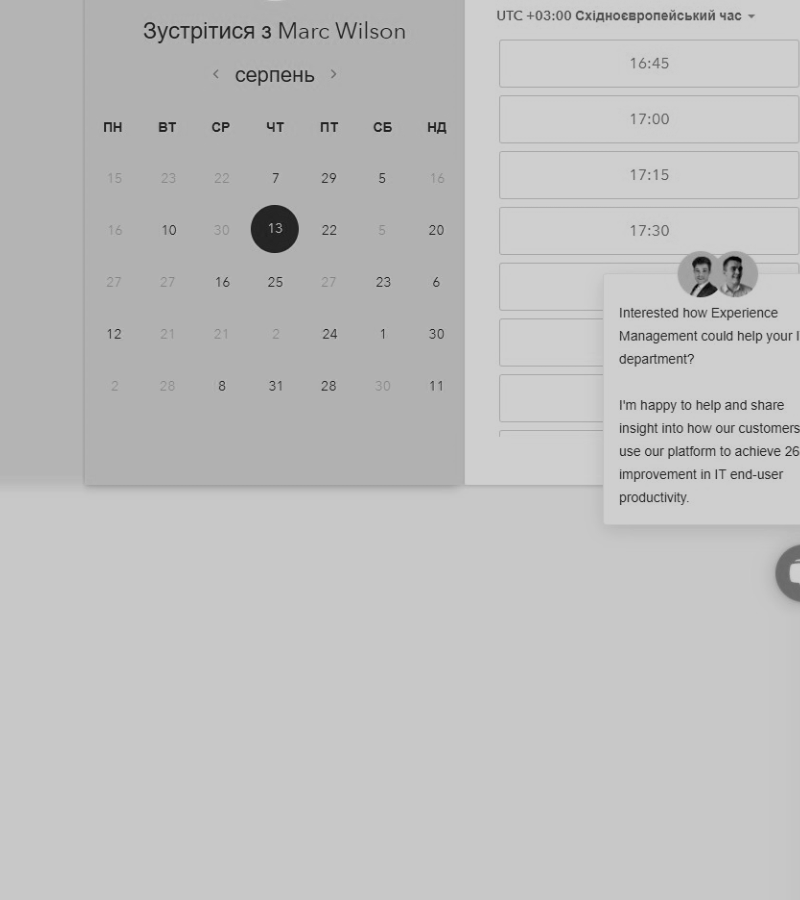 Зустрітися з Marc Wilson
серпень
ПН ВТ СР ЧТ ПТ СБ НД
15 23 22 7 29 5 16
16 10 30 13 22 5 20
27 27 16 25 27 23 6
12 21 21 2 24 1 30
2 28 8 31 28 30 11
UTC +03:00 Східноєвропейський час
16:45
17:00
17:15
17:30
Interested how Experience
Management could help your I
department?
I'm happy to help and share
insight into how our customers
use our platform to achieve 26
improvement in IT end-user
productivity.